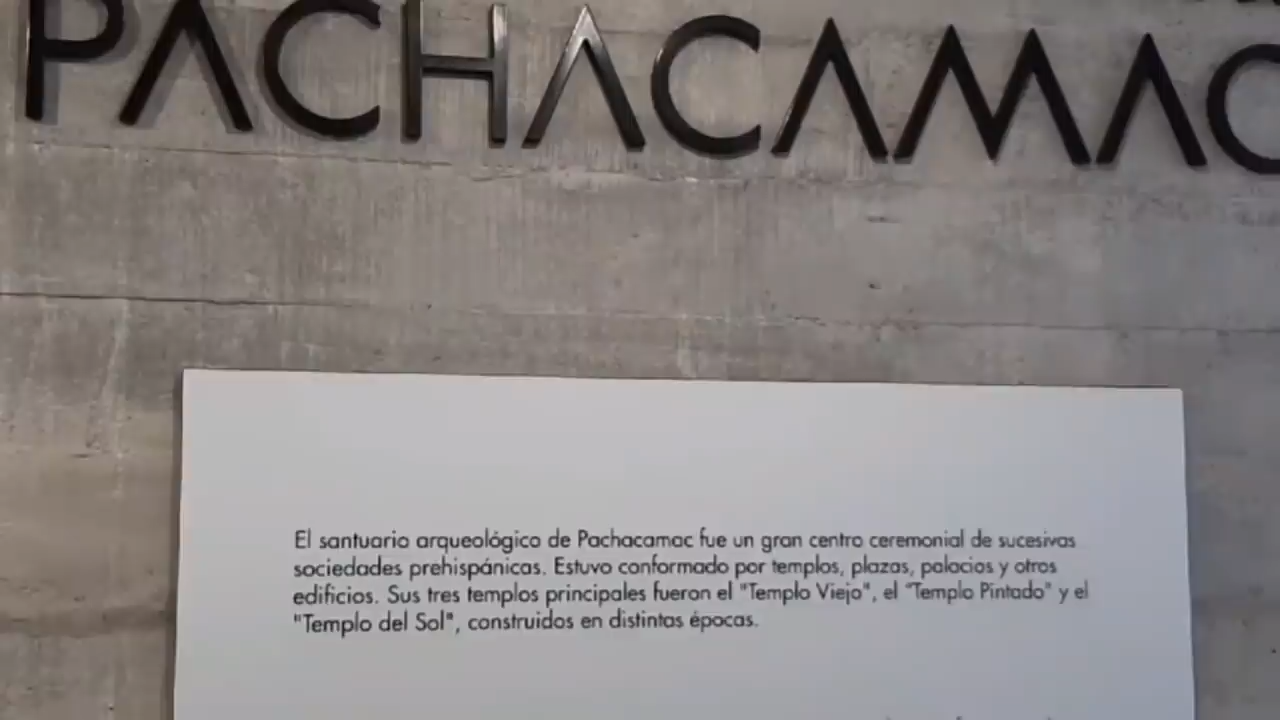 PACHACAMAC
El santuario arqueológico de Pachacamac fue un gran centro ceremonial de sucesivas
sociedades prehispánicas. Estuvo conformado por templos, plazas, palacios y otros
edificios. Sus tres templos principales fueron el "Templo Viejo", el "Templo Pintado" y el
"Templo del Sol", construidos en distintas épocas.